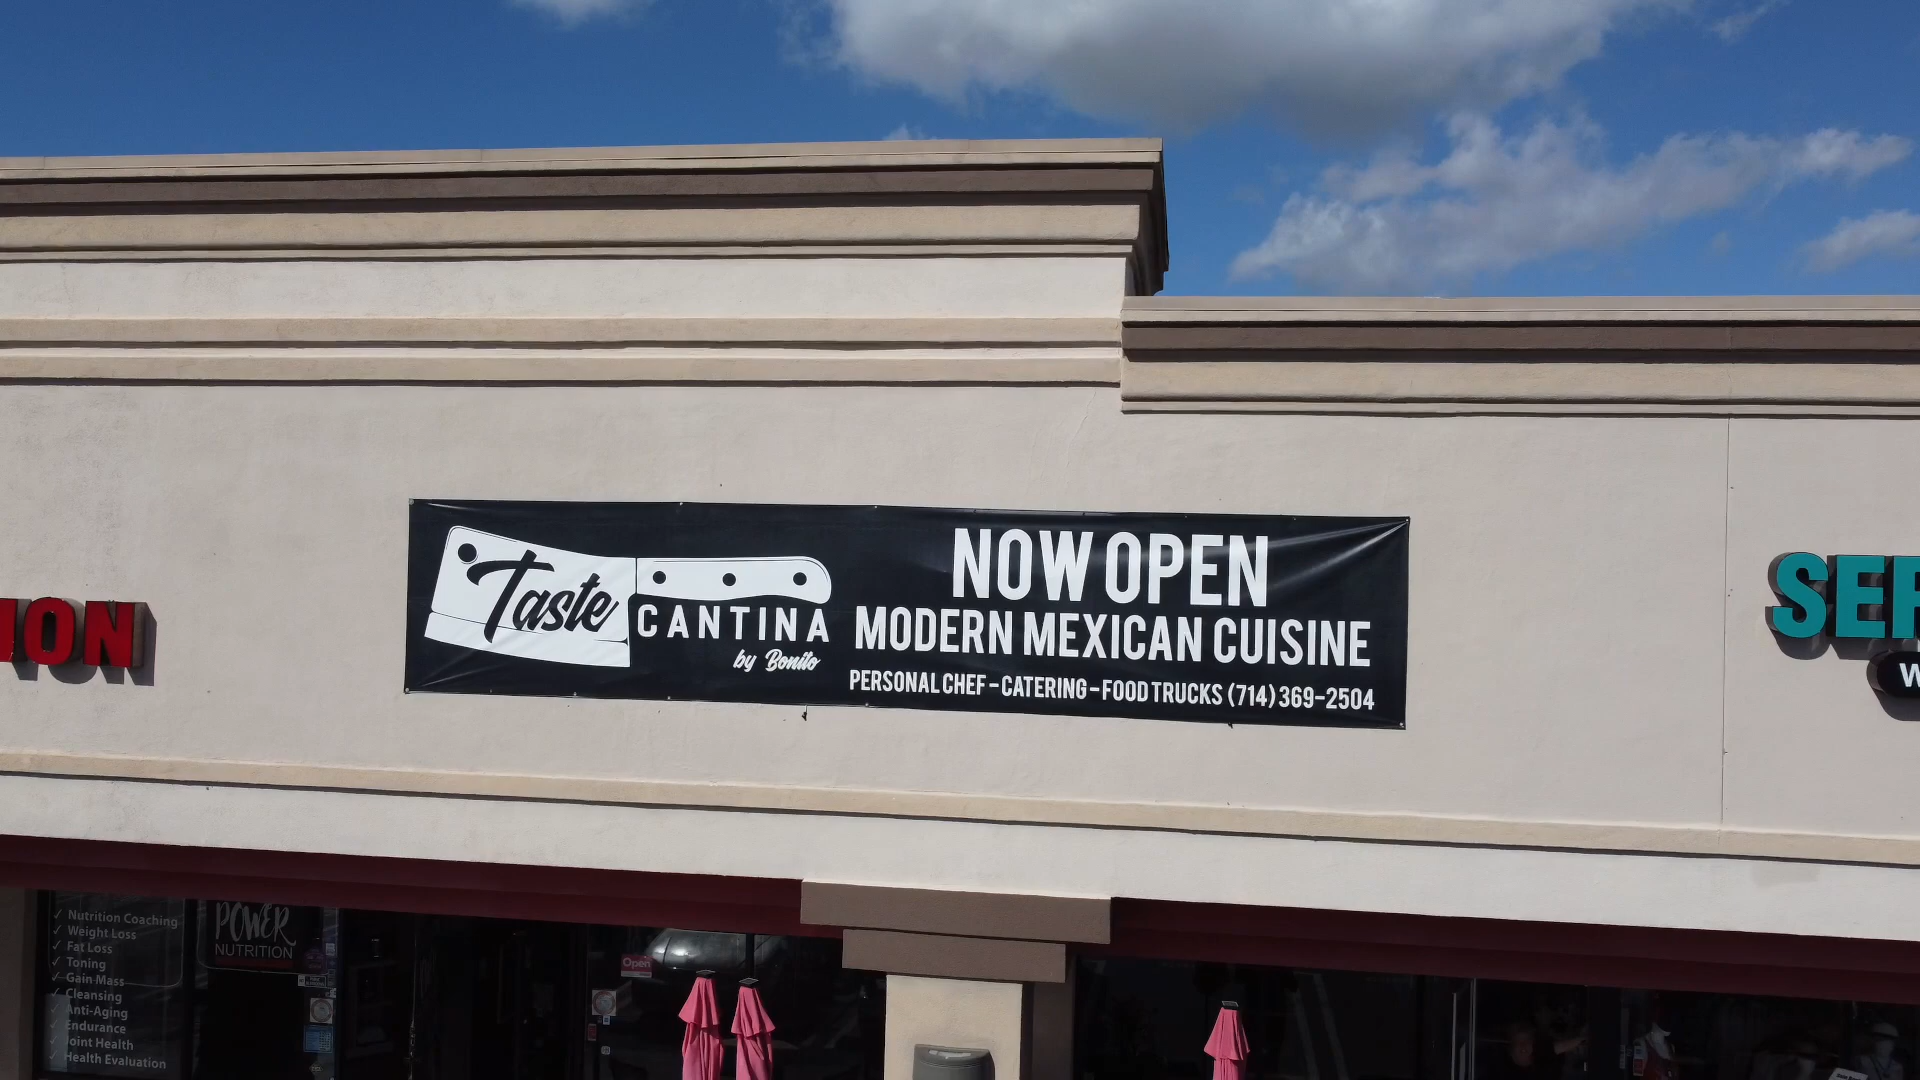 Taste
CANTINA
by Bonito
NOW OPEN
MODERN MEXICAN CUISINE
PERSONAL CHEF - CATERING - FOOD TRUCKS (714) 369-2504
ION
SER
W
✓ Nutrition Coaching
✓ Weight Loss
✓ Fat Loss
✓ Toning
✓ Gain Mass
✓ Cleansing
✓ Anti-Aging
✓ Endurance
✓ Joint Health
✓ Health Evaluation
POWER
NUTRITION
Open